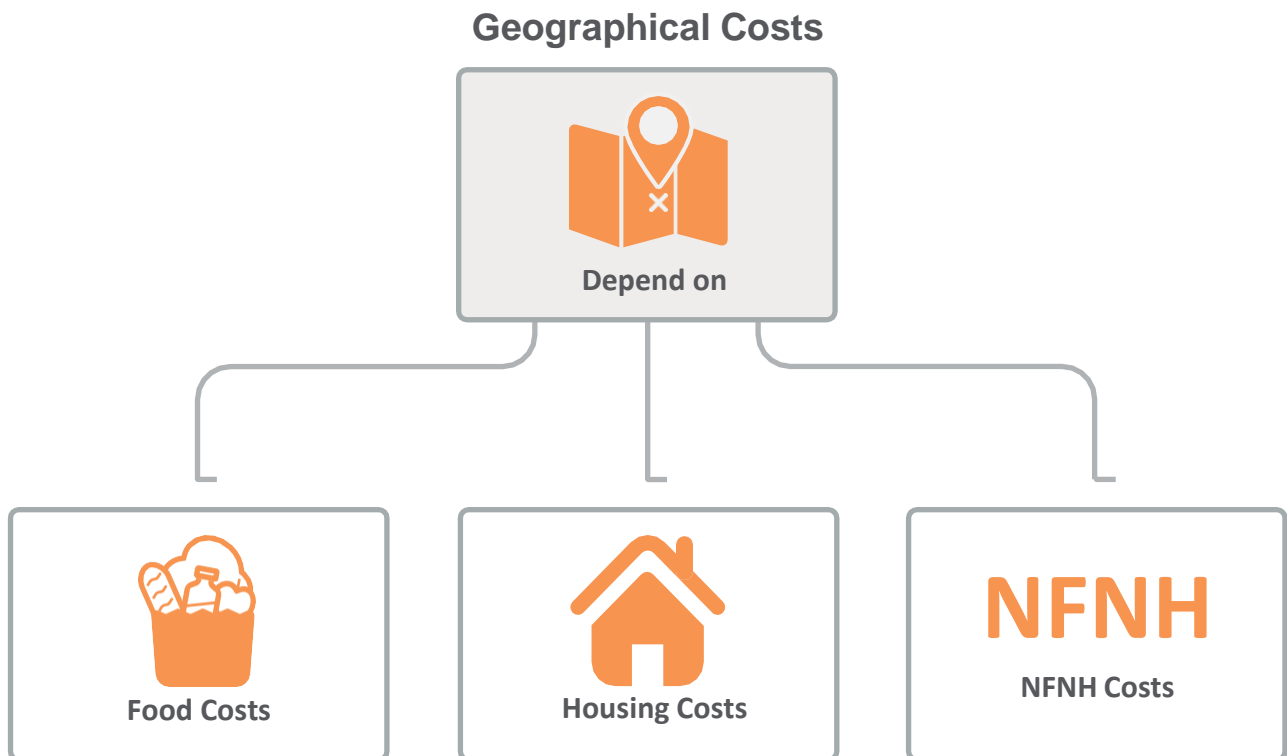 Geographical Costs
Depend on
Food Costs
Housing Costs
NFNH
NFNH Costs